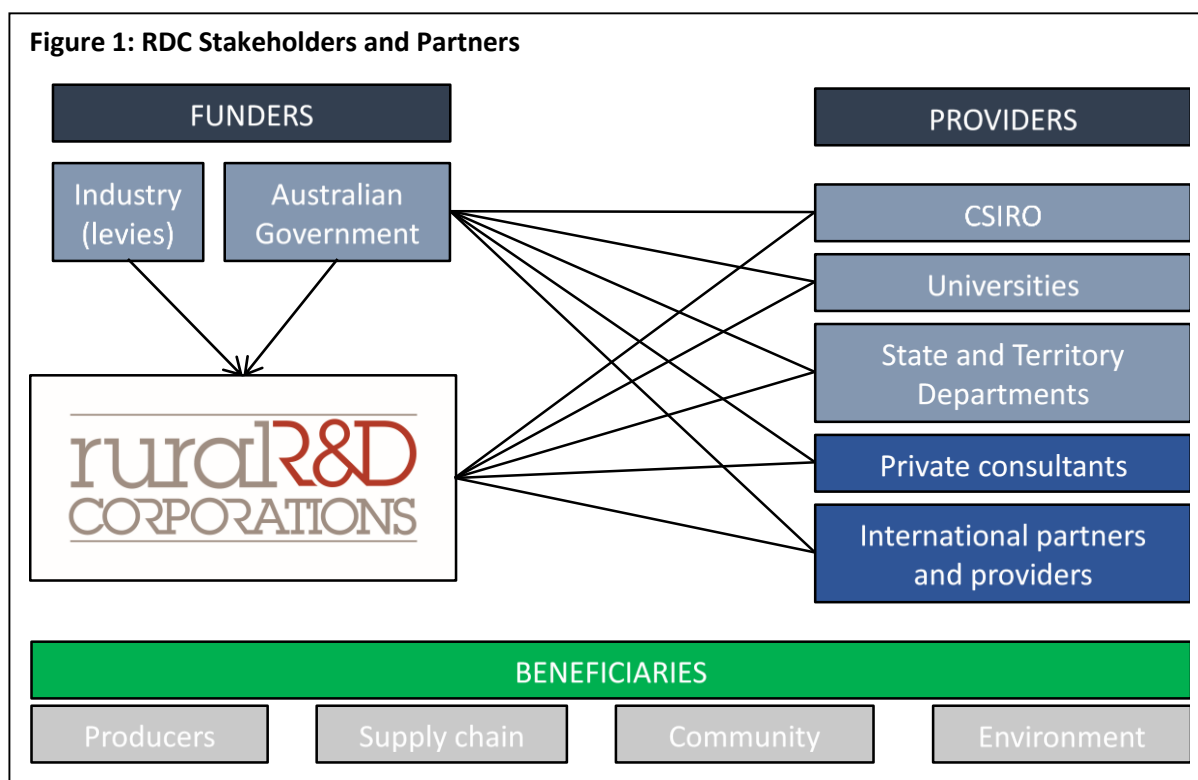 Figure 1: RDC Stakeholders and Partners
FUNDERS
PROVIDERS
Industry
(levies)
Australian
Government
CSIRO
Universities
State and Territory
Departments
Private consultants
International partners
and providers
ruralR&D
CORPORATIONS
BENEFICIARIES
Producers
Supply chain
Community
Environment